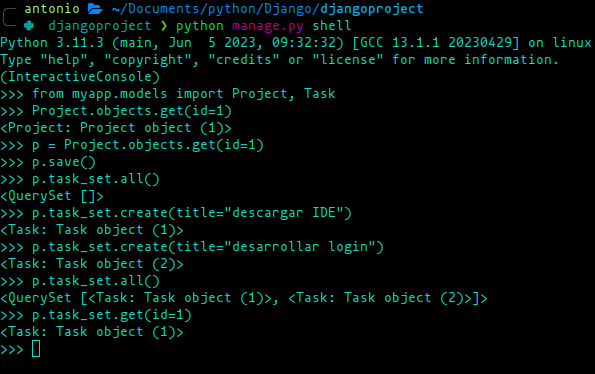 antonio ~/Documents/python/Django/djangoproject
djangoproject ❯ python manage.py shell
Python 3.11.3 (main, Jun  5 2023, 09:32:32) [GCC 13.1.1 20230429] on linux
Type "help", "copyright", "credits" or "license" for more information.
(InteractiveConsole)
>>> from myapp.models import Project, Task
>>> Project.objects.get(id=1)
<Project: Project object (1)>
>>> p = Project.objects.get(id=1)
>>> p.save()
>>> p.task_set.all()
<QuerySet []>
>>> p.task_set.create(title="descargar IDE")
<Task: Task object (1)>
>>> p.task_set.create(title="desarrollar login")
<Task: Task object (2)>
>>> p.task_set.all()
<QuerySet [<Task: Task object (1)>, <Task: Task object (2)>]>
>>> p.task_set.get(id=1)
<Task: Task object (1)>
>>>